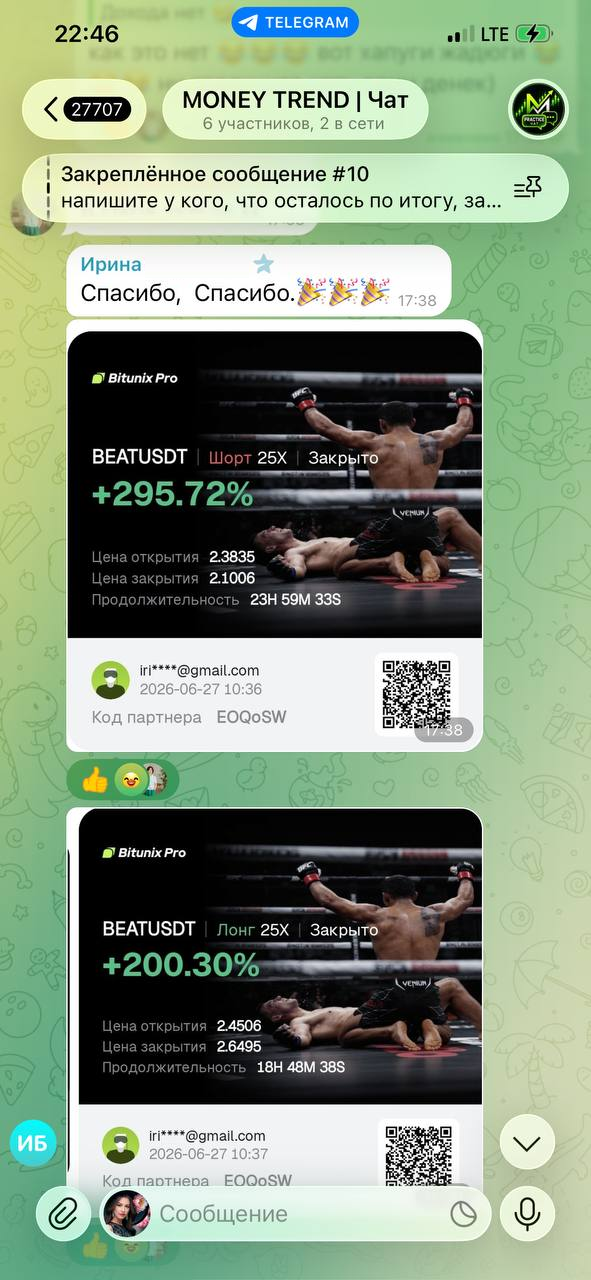 22:46
TELEGRAM
LTE
27707
MONEY TREND | Чат
6 участников, 2 в сети
PRACTICE
Закреплённое сообщение #10
напишите у кого, что осталось по итогу, за...
Ирина
Спасибо, Спасибо.🎉🎉🎉 17:38
Bitunix Pro
BEATUSDT | Шорт 25X | Закрыто
+295.72%
VENUM
Цена открытия 2.3835
Цена закрытия 2.1006
Продолжительность 23H 59M 33S
iri****@gmail.com
2026-06-27 10:36
Код партнера EOQoSW
17:38
Bitunix Pro
BEATUSDT | Лонг 25X | Закрыто
+200.30%
VENUM
Цена открытия 2.4506
Цена закрытия 2.6495
Продолжительность 18H 48M 38S
ИБ
iri****@gmail.com
2026-06-27 10:37
Код партнера EOQoSW
Сообщение